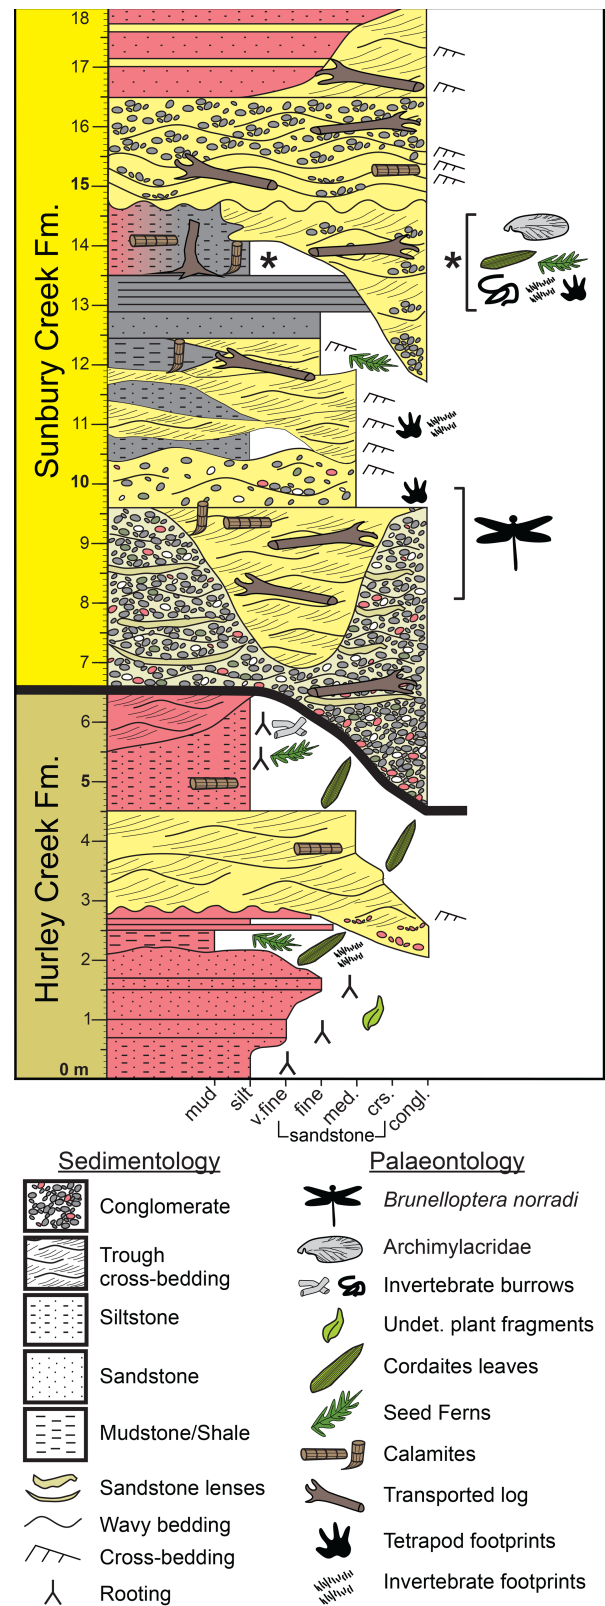 18
17
16
15
14
13
12
11
10
9
8
7
6
5
4
3
2
1
0 m
Sunbury Creek Fm.
Hurley Creek Fm.
*
*
mud
silt
v.fine
fine
med.
crs.
congl.
sandstone
Sedimentology
Conglomerate
Trough
cross-bedding
Siltstone
Sandstone
Mudstone/Shale
Sandstone lenses
Wavy bedding
Cross-bedding
Rooting
Palaeontology
Brunelloptera norradi
Archimylacridae
Invertebrate burrows
Undet. plant fragments
Cordaites leaves
Seed Ferns
Calamites
Transported log
Tetrapod footprints
Invertebrate footprints